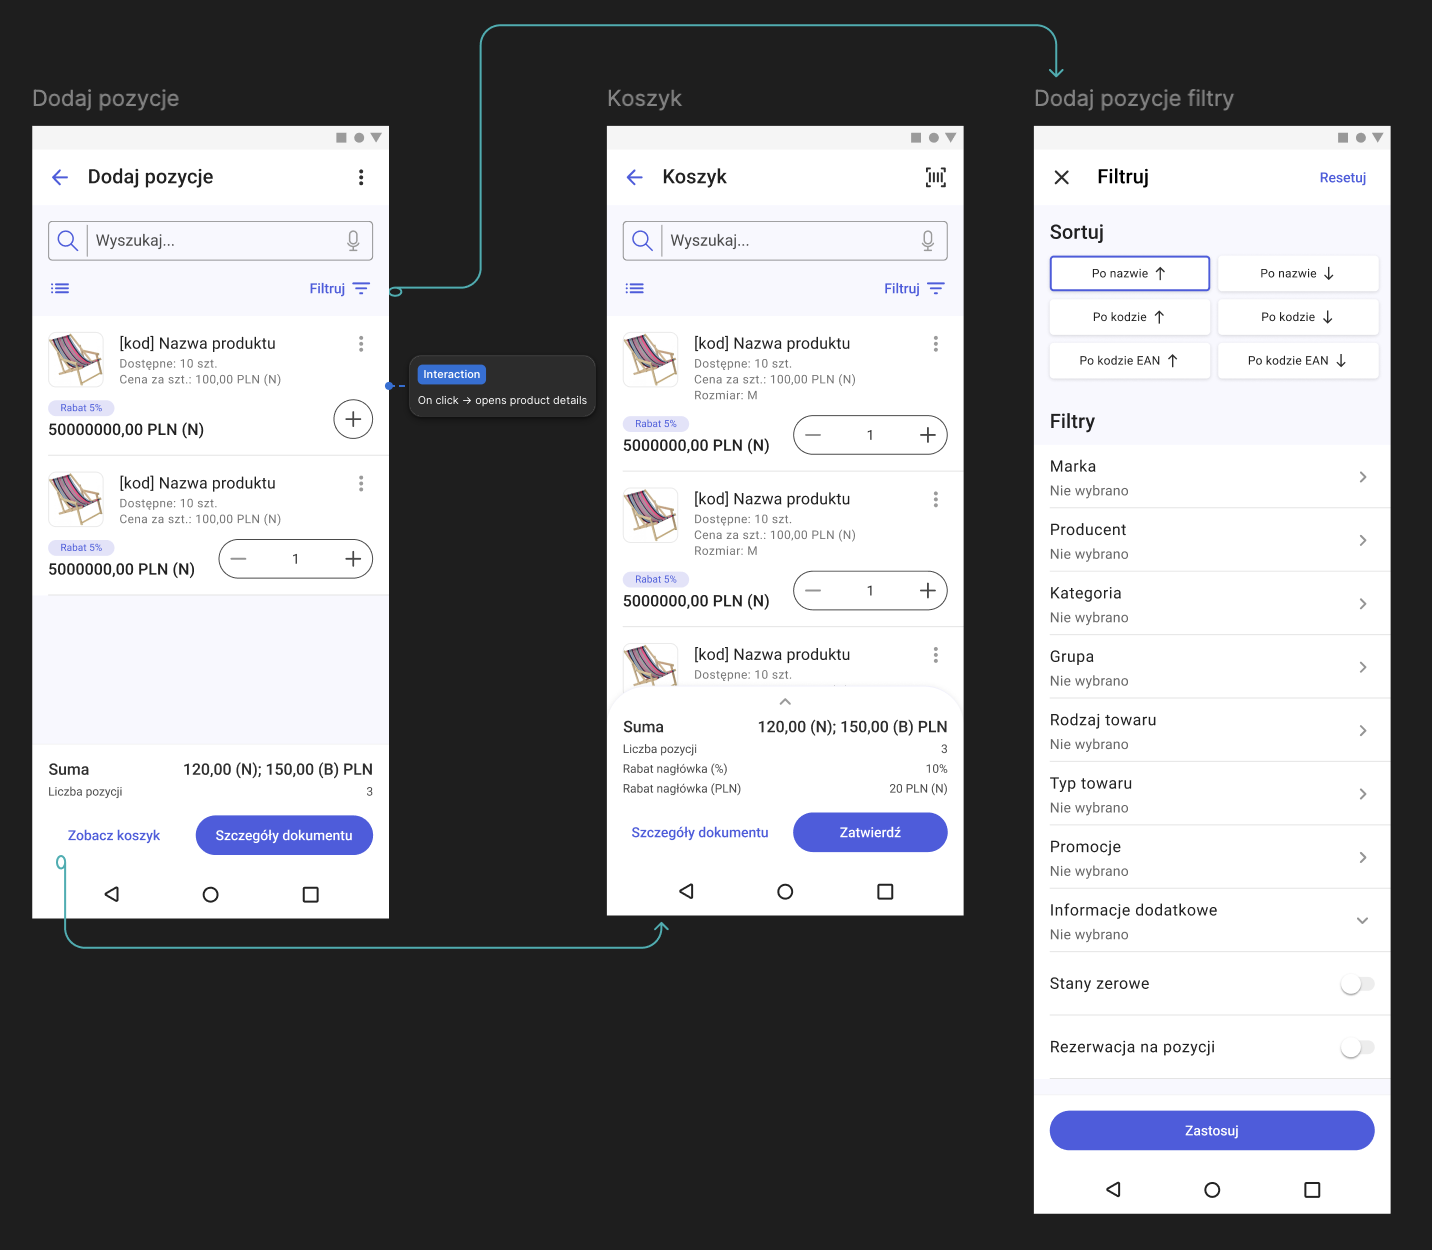 Dodaj pozycje
Dodaj pozycje
Wyszukaj...
Filtruj
[kod] Nazwa produktu
Dostępne: 10 szt.
Cena za szt.: 100,00 PLN (N)
Rabat 5%
50000000,00 PLN (N)
[kod] Nazwa produktu
Dostępne: 10 szt.
Cena za szt.: 100,00 PLN (N)
Rabat 5%
5000000,00 PLN (N)
1
Suma 120,00 (N); 150,00 (B) PLN
Liczba pozycji 3
Zobacz koszyk
Szczegóły dokumentu
Interaction
On click → opens product details
Koszyk
Koszyk
Wyszukaj...
Filtruj
[kod] Nazwa produktu
Dostępne: 10 szt.
Cena za szt.: 100,00 PLN (N)
Rozmiar: M
Rabat 5%
5000000,00 PLN (N)
1
[kod] Nazwa produktu
Dostępne: 10 szt.
Cena za szt.: 100,00 PLN (N)
Rozmiar: M
Rabat 5%
5000000,00 PLN (N)
1
[kod] Nazwa produktu
Dostępne: 10 szt.
Suma 120,00 (N); 150,00 (B) PLN
Liczba pozycji 3
Rabat nagłówka (%) 10%
Rabat nagłówka (PLN) 20 PLN (N)
Szczegóły dokumentu
Zatwierdź
Dodaj pozycje filtry
Filtruj
Resetuj
Sortuj
Po nazwie ↑
Po nazwie ↓
Po kodzie ↑
Po kodzie ↓
Po kodzie EAN ↑
Po kodzie EAN ↓
Filtry
Marka
Nie wybrano
Producent
Nie wybrano
Kategoria
Nie wybrano
Grupa
Nie wybrano
Rodzaj towaru
Nie wybrano
Typ towaru
Nie wybrano
Promocje
Nie wybrano
Informacje dodatkowe
Nie wybrano
Stany zerowe
Rezerwacja na pozycji
Zastosuj